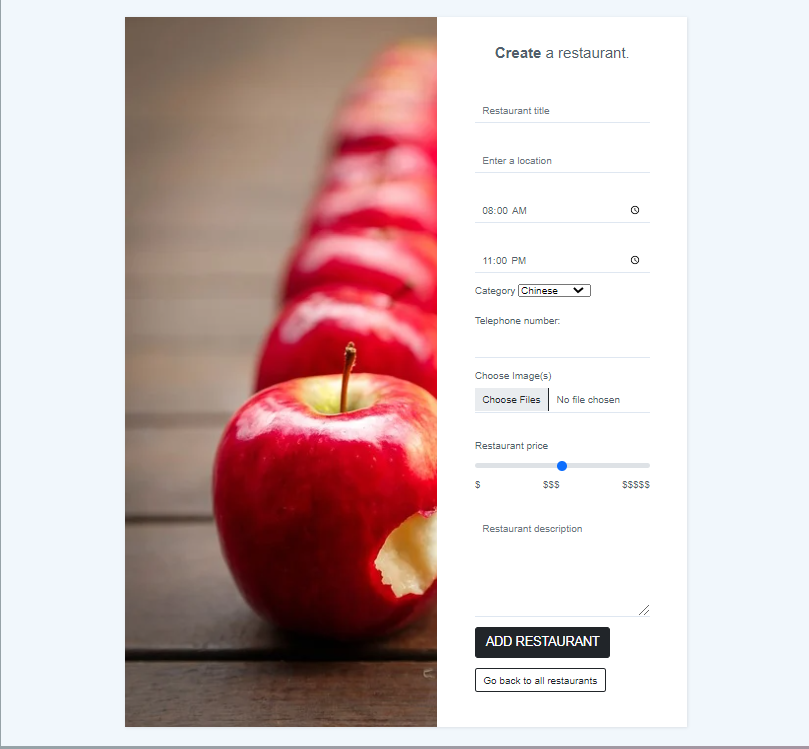 Create a restaurant.
Restaurant title
Enter a location
08:00 AM
11:00 PM
Category Chinese
Telephone number:
Choose Image(s)
Choose Files No file chosen
Restaurant price
$ $$$ $$$$$
Restaurant description
ADD RESTAURANT
Go back to all restaurants